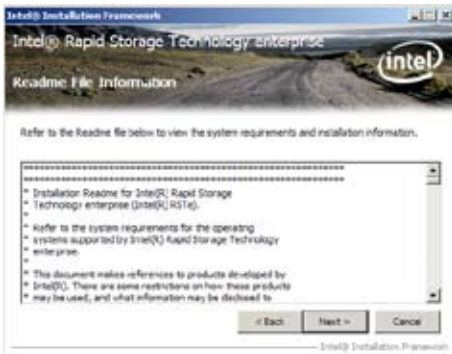 Intel® Installation Framework
Intel® Rapid Storage Technology enterprise
intel
Readme File Information
Refer to the Readme file below to view the system requirements and installation information.
================================================
================================================
* Installation Readme for Intel(R) Rapid Storage
* Technology enterprise (Intel(R) RSTe).
*
* Refer to the system requirements for the operating
* systems supported by Intel(R) Rapid Storage Technology
* enterprise.
*
* This document makes references to products developed by
* Intel(R). There are some restrictions on how these products
* may be used, and what information may be disclosed to
< Back
Next >
Cancel
Intel® Installation Framework